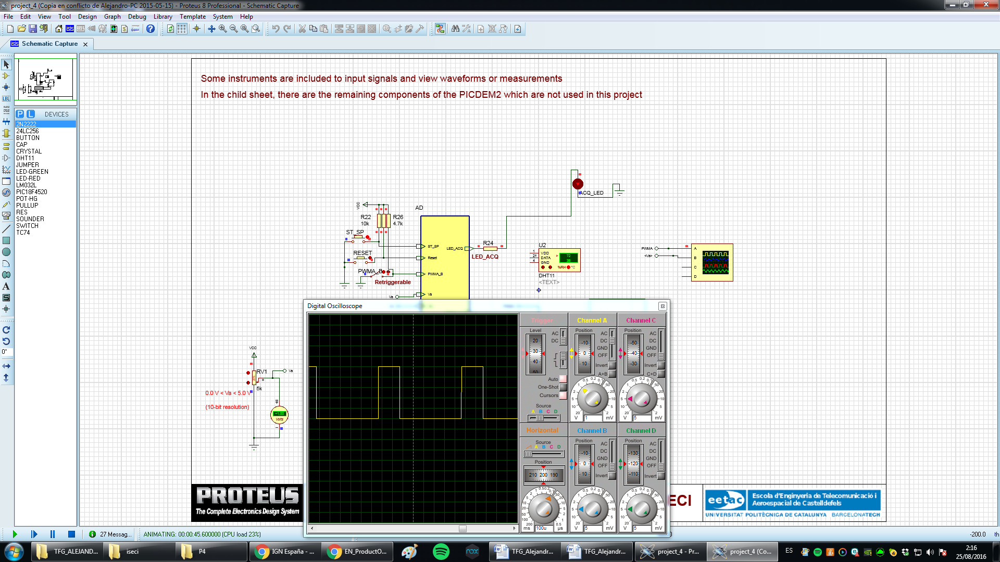 project_4 (Copia en conflicto de Alejandro-PC 2015-05-15) - Proteus 8 Professional - Schematic Capture
File Edit View Tool Design Graph Debug Library Template System Help
Schematic Capture
Some instruments are included to input signals and view waveforms or measurements
In the child sheet, there are the remaining components of the PICDEM2 which are not used in this project
P L DEVICES
2N2222
24LC256
BUTTON
CAP
CRYSTAL
DHT11
JUMPER
LED-GREEN
LED-RED
LM032L
PIC18F4520
POT-HG
PULLUP
RES
SOUNDER
SWITCH
TC74
LBL
A
S
0°
ACQ_LED
VCC
AD
R22
10k
R26
4.7k
ST_SP
RESET
PWMA_B
Retriggerable
Va
ST_SP
Reset
PWMA_B
Va
LED_ACQ
R24
LED_ACQ
U2
1
2
4
VDD
DATA
GND
%RH °C
DHT11
<TEXT>
PWMA
<Va>
A
B
C
D
VCC
RV1
5k
Va
0.0 V < Va < 5.0 V
(10-bit resolution)
+1.00
Volts
Digital Oscilloscope
Trigger
Level
20
30
40
50
AC
DC
Auto
One-Shot
Cursors
Source
A B C D
Channel A
Position
-10
0
10
AC
DC
GND
OFF
Invert
A+B
V 1 mV
Channel C
Position
-50
-40
-30
AC
DC
GND
OFF
Invert
C+D
V 5 mV
Horizontal
Source
A B C D
Position
210 200 190
ms 100u µs
Channel B
Position
-10
0
10
AC
DC
GND
OFF
Invert
V 5 mV
Channel D
Position
-130
-120
-110
AC
DC
GND
OFF
Invert
V 5 mV
PROTEUS
The Complete Electronics Design System
ECI
eetac
Escola d'Enginyeria de Telecomunicació i
Aeroespacial de Castelldefels
UNIVERSITAT POLITÈCNICA DE CATALUNYA BARCELONATECH
27 Messag...
ANIMATING: 00:00:45.600000 (CPU load 23%)
-200.0 th
TFG_ALEJAND...
iseci
P4
IGN España - ...
EN_ProductO...
TFG_Alejandr...
TFG_Alejandr...
project_4 - Pr...
project_4 (Co...
ES
2:16
25/08/2016